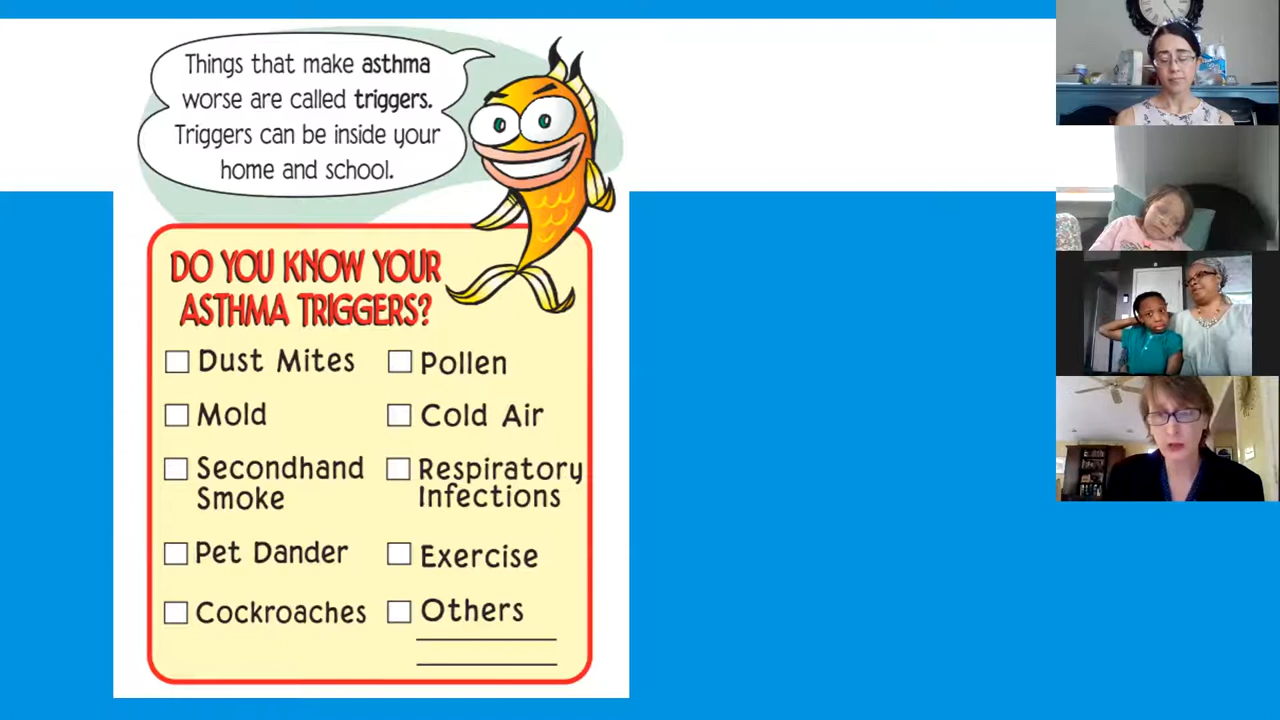 Things that make asthma
worse are called triggers.
Triggers can be inside your
home and school.
DO YOU KNOW YOUR
ASTHMA TRIGGERS?
Dust Mites
Pollen
Mold
Cold Air
Secondhand
Smoke
Respiratory
Infections
Pet Dander
Exercise
Cockroaches
Others